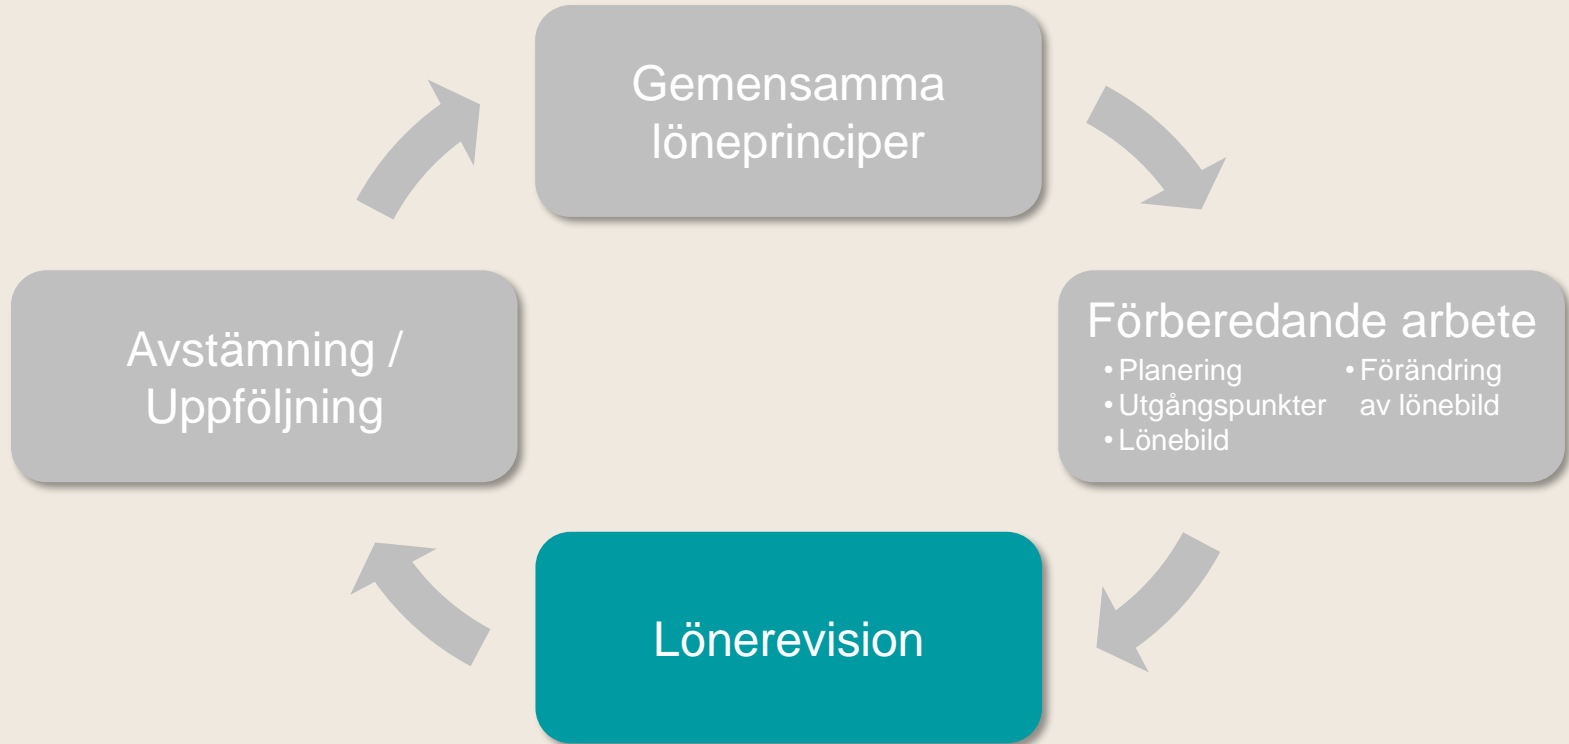 Gemensamma
löneprinciper
Förberedande arbete
• Planering
• Utgångspunkter
• Lönebild
• Förändring
av lönebild
Lönerevision
Avstämning /
Uppföljning